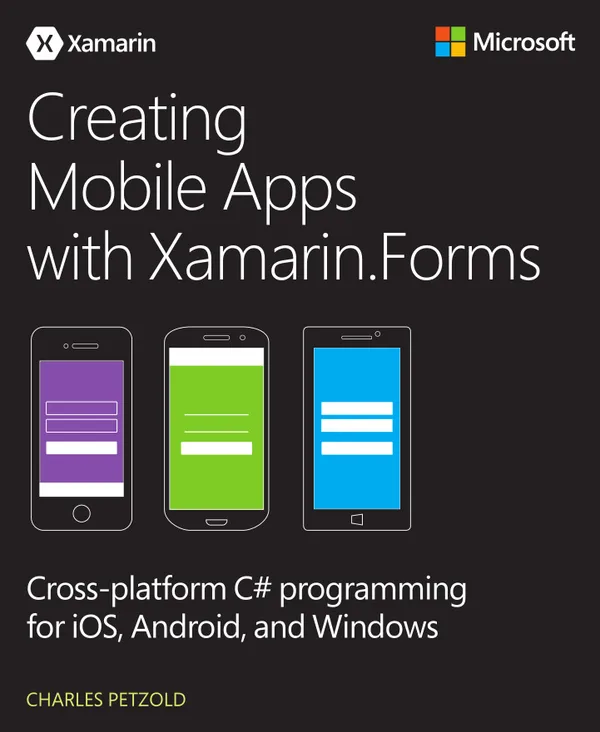 Xamarin
Microsoft
Creating
Mobile Apps
with Xamarin.Forms
Cross-platform C# programming
for iOS, Android, and Windows
CHARLES PETZOLD